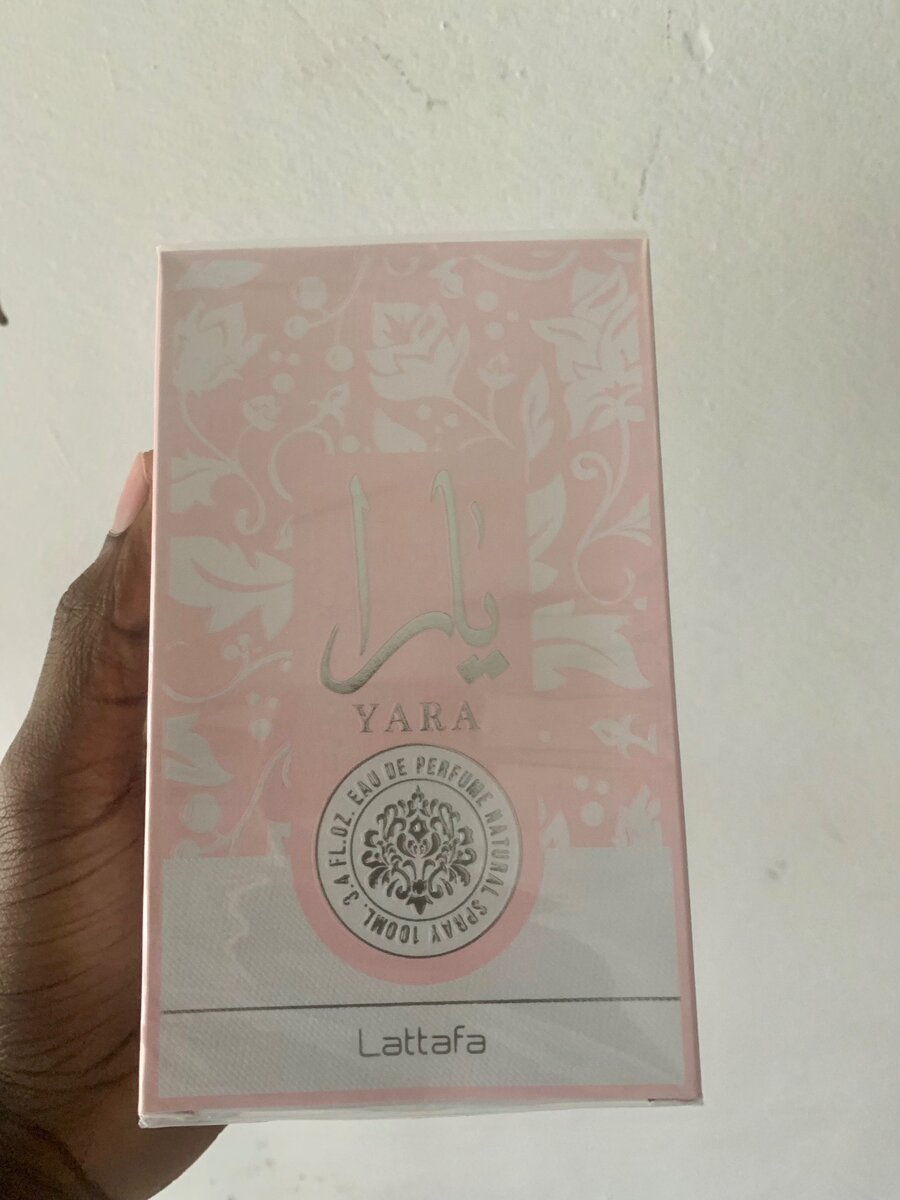 يارا
YARA
EAU DE PERFUME NATURAL SPRAY 100ML. 3.4 FL.OZ.
Lattafa